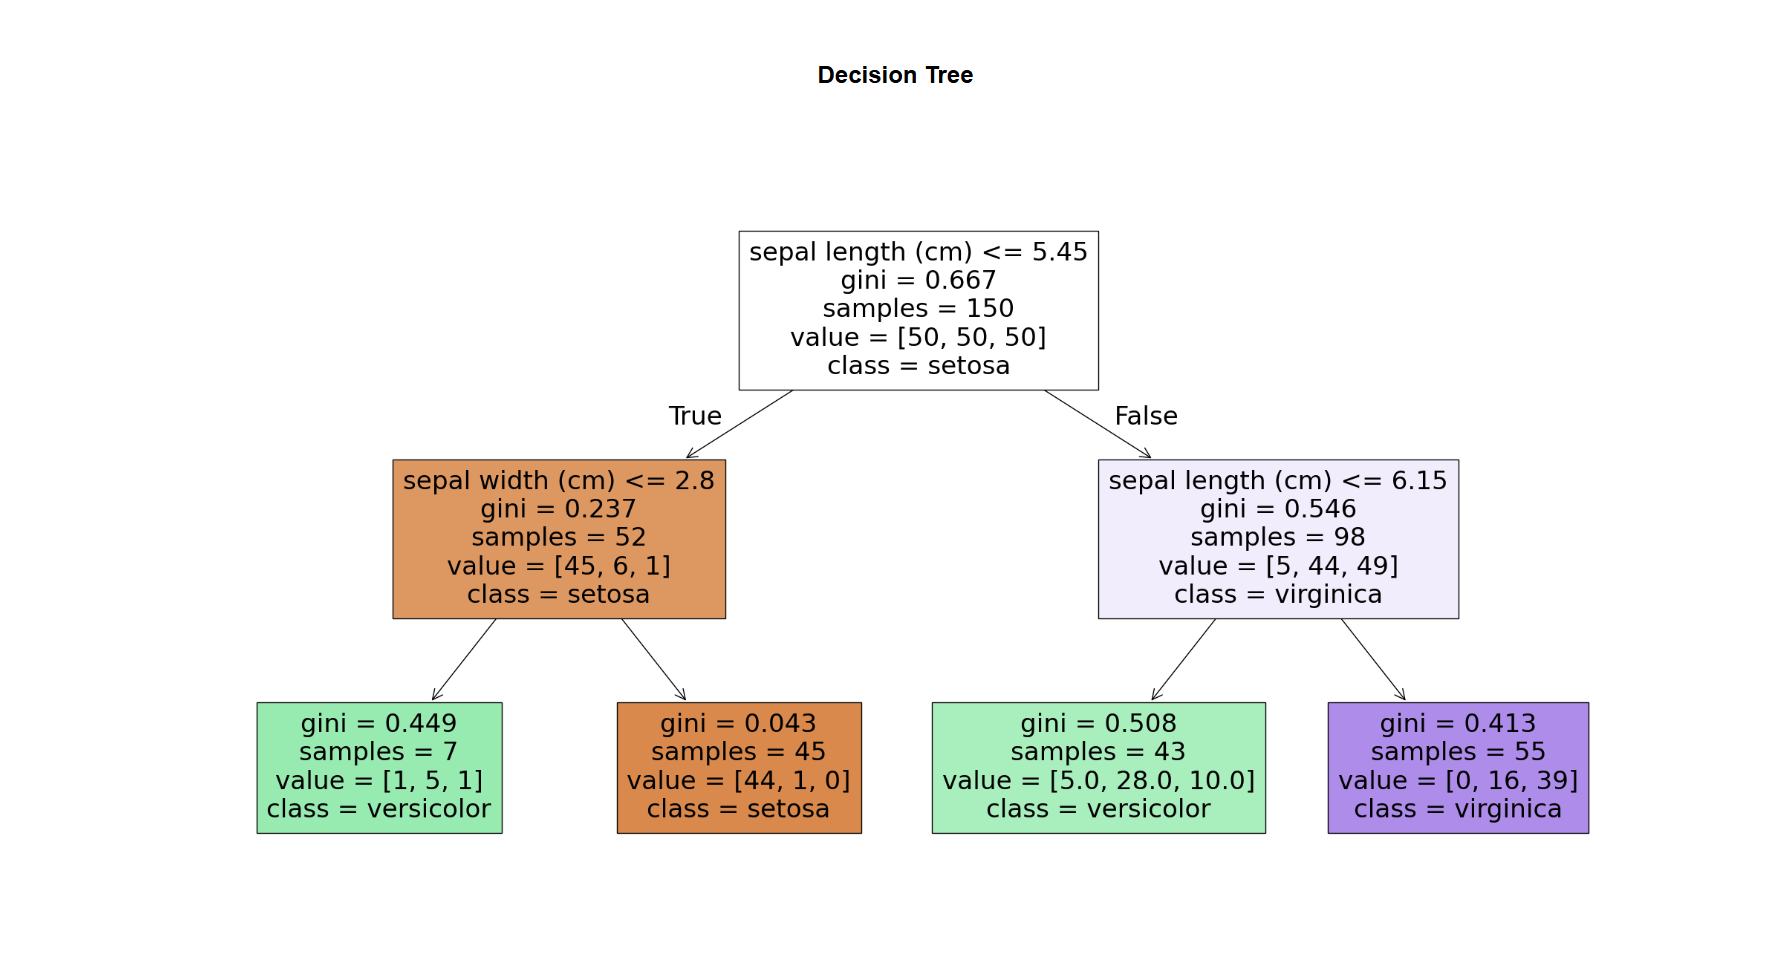 Decision Tree
sepal length (cm) <= 5.45
gini = 0.667
samples = 150
value = [50, 50, 50]
class = setosa
True
False
sepal width (cm) <= 2.8
gini = 0.237
samples = 52
value = [45, 6, 1]
class = setosa
sepal length (cm) <= 6.15
gini = 0.546
samples = 98
value = [5, 44, 49]
class = virginica
gini = 0.449
samples = 7
value = [1, 5, 1]
class = versicolor
gini = 0.043
samples = 45
value = [44, 1, 0]
class = setosa
gini = 0.508
samples = 43
value = [5.0, 28.0, 10.0]
class = versicolor
gini = 0.413
samples = 55
value = [0, 16, 39]
class = virginica